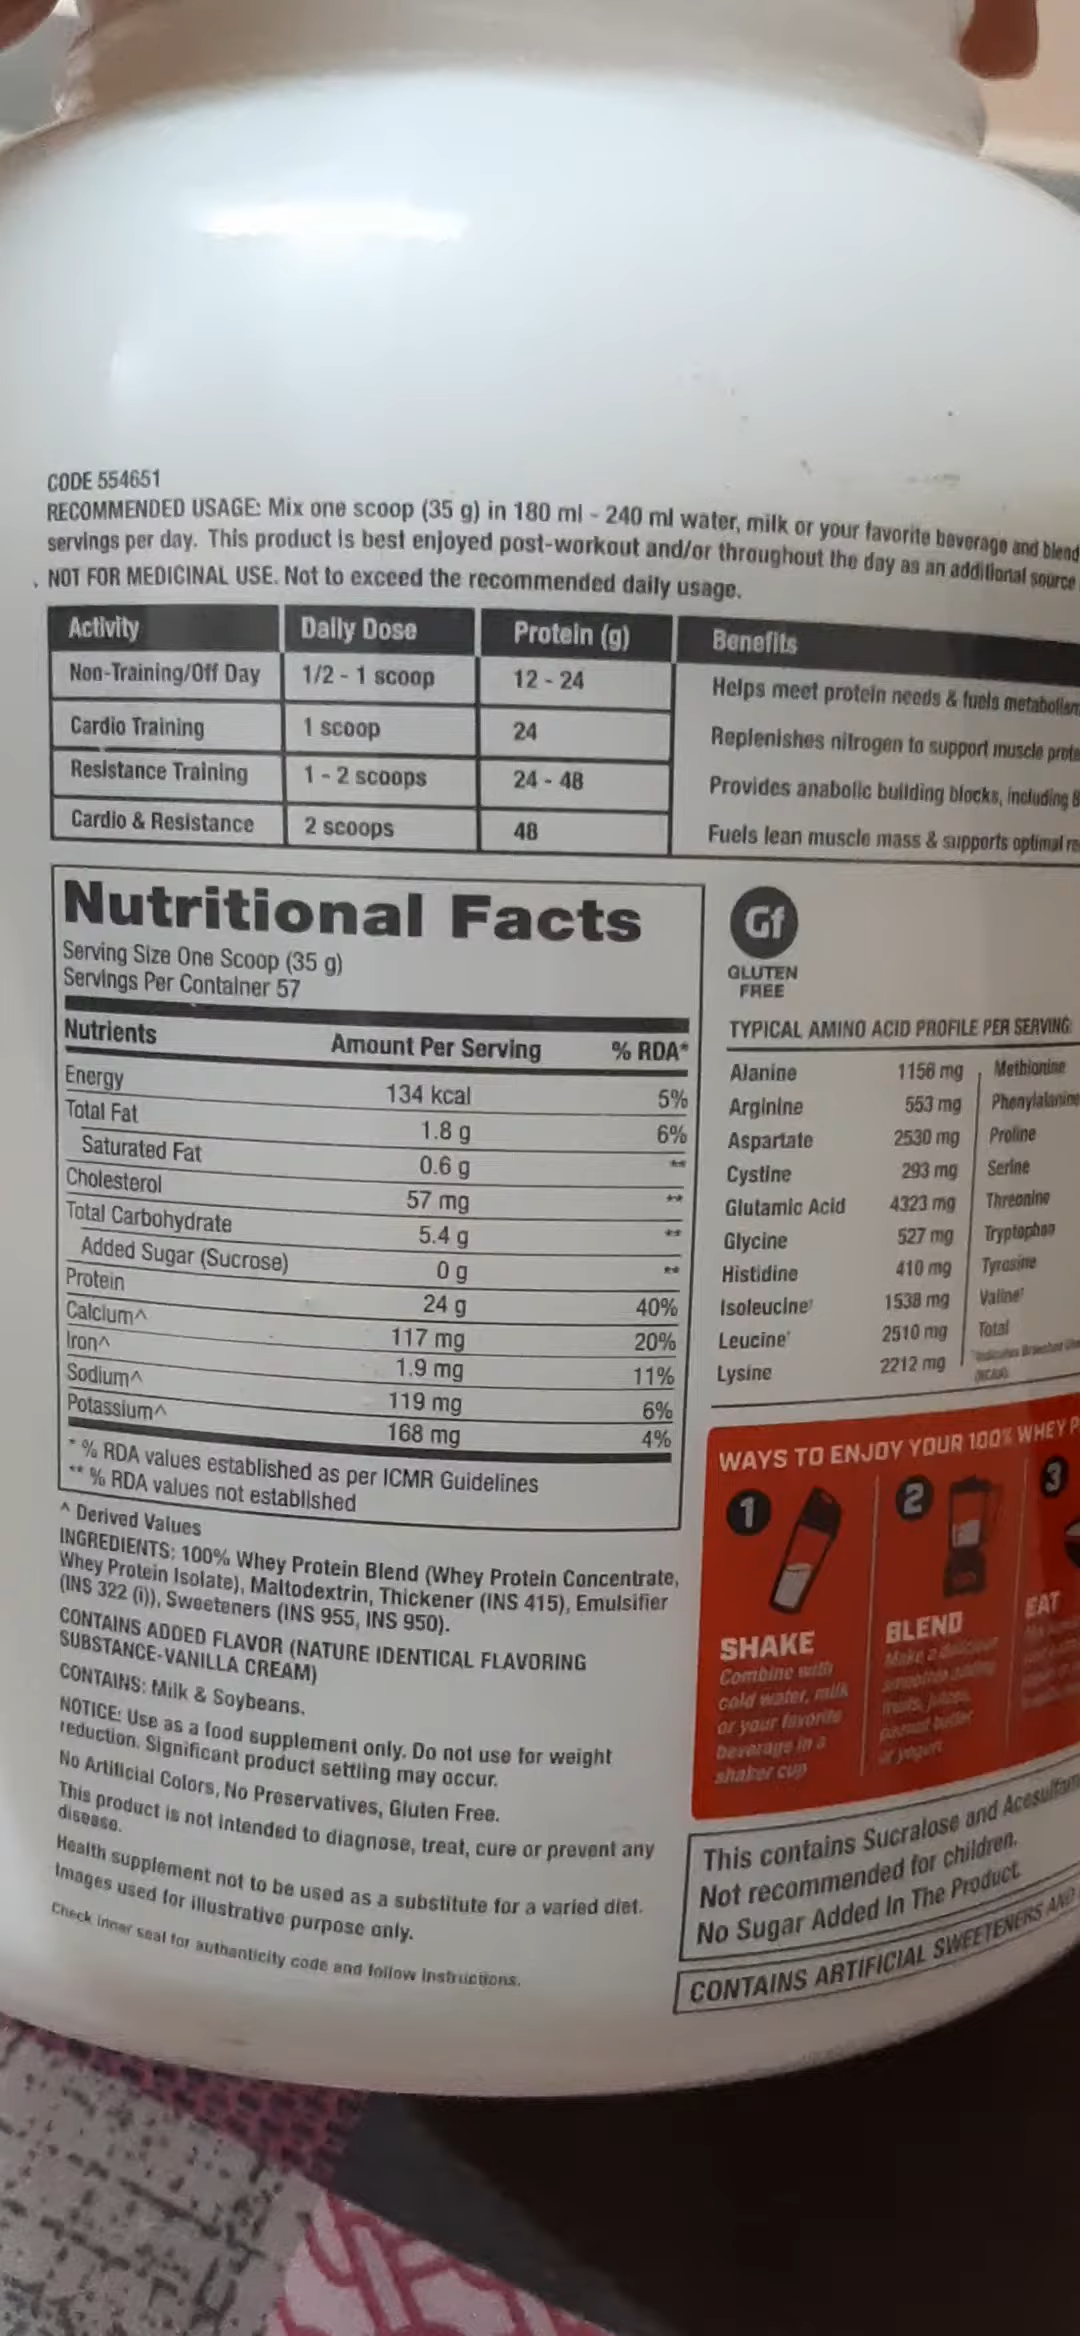 CODE 554651
RECOMMENDED USAGE: Mix one scoop (35 g) in 180 ml - 240 ml water, milk or your favorite beverage and blend
servings per day. This product is best enjoyed post-workout and/or throughout the day as an additional source
NOT FOR MEDICINAL USE. Not to exceed the recommended daily usage.
Activity Daily Dose Protein (g) Benefits
Non-Training/Off Day 1/2 - 1 scoop 12 - 24 Helps meet protein needs & fuels metabolism
Cardio Training 1 scoop 24 Replenishes nitrogen to support muscle
Resistance Training 1 - 2 scoops 24 - 48 Provides anabolic building blocks, including
Cardio & Resistance 2 scoops 48 Fuels lean muscle mass & supports optimal
Nutritional Facts
Serving Size One Scoop (35 g)
Servings Per Container 57
Nutrients Amount Per Serving % RDA*
Energy 134 kcal 5%
Total Fat 1.8 g 6%
Saturated Fat 0.6 g **
Cholesterol 57 mg **
Total Carbohydrate 5.4 g **
Added Sugar (Sucrose) 0 g **
Protein 24 g 40%
Calcium^ 117 mg 20%
Iron^ 1.9 mg 11%
Sodium^ 119 mg 6%
Potassium^ 168 mg 4%
* % RDA values established as per ICMR Guidelines
** % RDA values not established
^ Derived Values
INGREDIENTS: 100% Whey Protein Blend (Whey Protein Concentrate,
Whey Protein Isolate), Maltodextrin, Thickener (INS 415), Emulsifier
(INS 322 (i)), Sweeteners (INS 955, INS 950).
CONTAINS ADDED FLAVOR (NATURE IDENTICAL FLAVORING
SUBSTANCE-VANILLA CREAM)
CONTAINS: Milk & Soybeans.
NOTICE: Use as a food supplement only. Do not use for weight
reduction. Significant product settling may occur.
No Artificial Colors, No Preservatives, Gluten Free.
This product is not intended to diagnose, treat, cure or prevent any
disease.
Health supplement not to be used as a substitute for a varied diet.
Images used for illustrative purpose only.
Check inner seal for authenticity code and follow instructions.
Gf
GLUTEN
FREE
TYPICAL AMINO ACID PROFILE PER SERVING:
Alanine 1156 mg Methionine
Arginine 553 mg Phenylalanine
Aspartate 2530 mg Proline
Cystine 293 mg Serine
Glutamic Acid 4323 mg Threonine
Glycine 527 mg Tryptophan
Histidine 410 mg Tyrosine
Isoleucine† 1538 mg Valine†
Leucine† 2510 mg Total
Lysine 2212 mg
WAYS TO ENJOY YOUR 100% WHEY
1
2
3
SHAKE
Combine with
cold water, milk
or your favorite
beverage in a
shaker cup
BLEND
Make a delicious
fruits, juices,
peanut butter
or yogurt
EAT
This contains Sucralose and
Not recommended for children.
No Sugar Added In The Product
CONTAINS ARTIFICIAL SWEETENERS AND